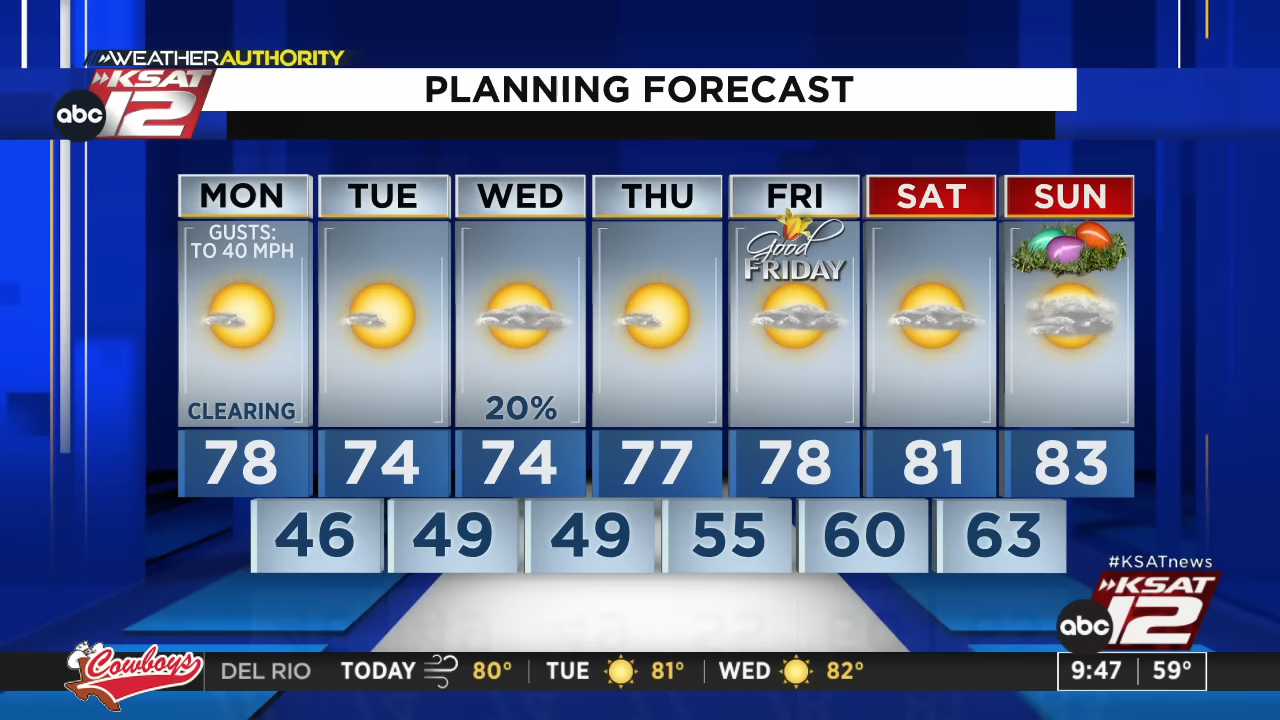 WEATHERAUTHORITY
KSAT
abc 12
PLANNING FORECAST
MON TUE WED THU FRI SAT SUN
GUSTS:
TO 40 MPH
Good
FRIDAY
CLEARING 20%
78 74 74 77 78 81 83
46 49 49 55 60 63
#KSATnews
KSAT
abc 12
Cowboys DEL RIO TODAY 80° TUE 81° WED 82° 9:47 59°